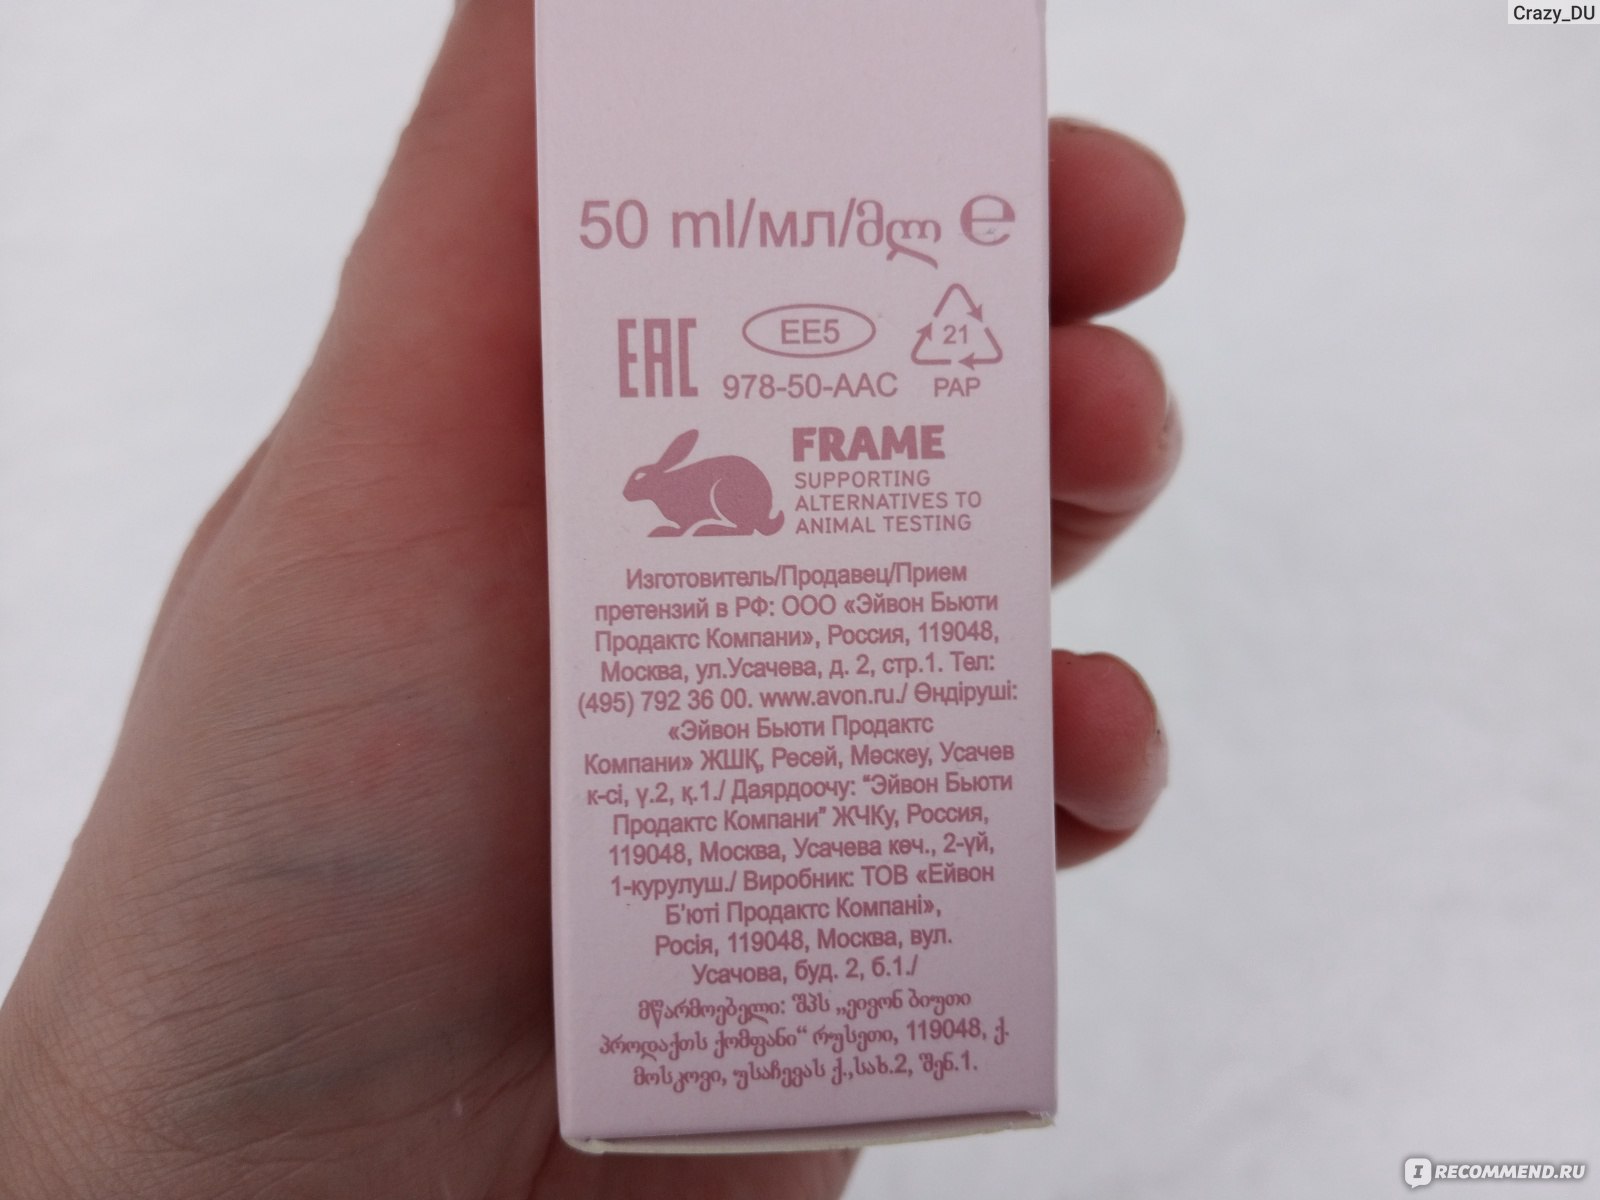 Crazy_DU
50 ml/мл/მლ ℮
EAC
EE5
21
978-50-AAC
PAP
FRAME
SUPPORTING
ALTERNATIVES TO
ANIMAL TESTING
Изготовитель/Продавец/Прием
претензий в РФ: ООО «Эйвон Бьюти
Продактс Компани», Россия, 119048,
Москва, ул.Усачева, д. 2, стр.1. Тел:
(495) 792 36 00. www.avon.ru./ Өндіруші:
«Эйвон Бьюти Продактс
Компани» ЖШҚ, Ресей, Мәскеу, Усачев
к-сі, ү.2, қ.1./ Даярдоочу: "Эйвон Бьюти
Продактс Компани" ЖЧКу, Россия,
119048, Москва, Усачева көч., 2-үй,
1-курулуш./ Виробник: ТОВ «Ейвон
Б'юті Продактс Компані»,
Росія, 119048, Москва, вул.
Усачова, буд. 2, б.1./
მწარმოებელი: შპს „ეივონ ბიუთი
პროდაქთს ქომფანი“ რუსეთი, 119048, ქ.
მოსკოვი, უსაჩევას ქ.,სახ.2, შენ.1.
IRECOMMEND.RU